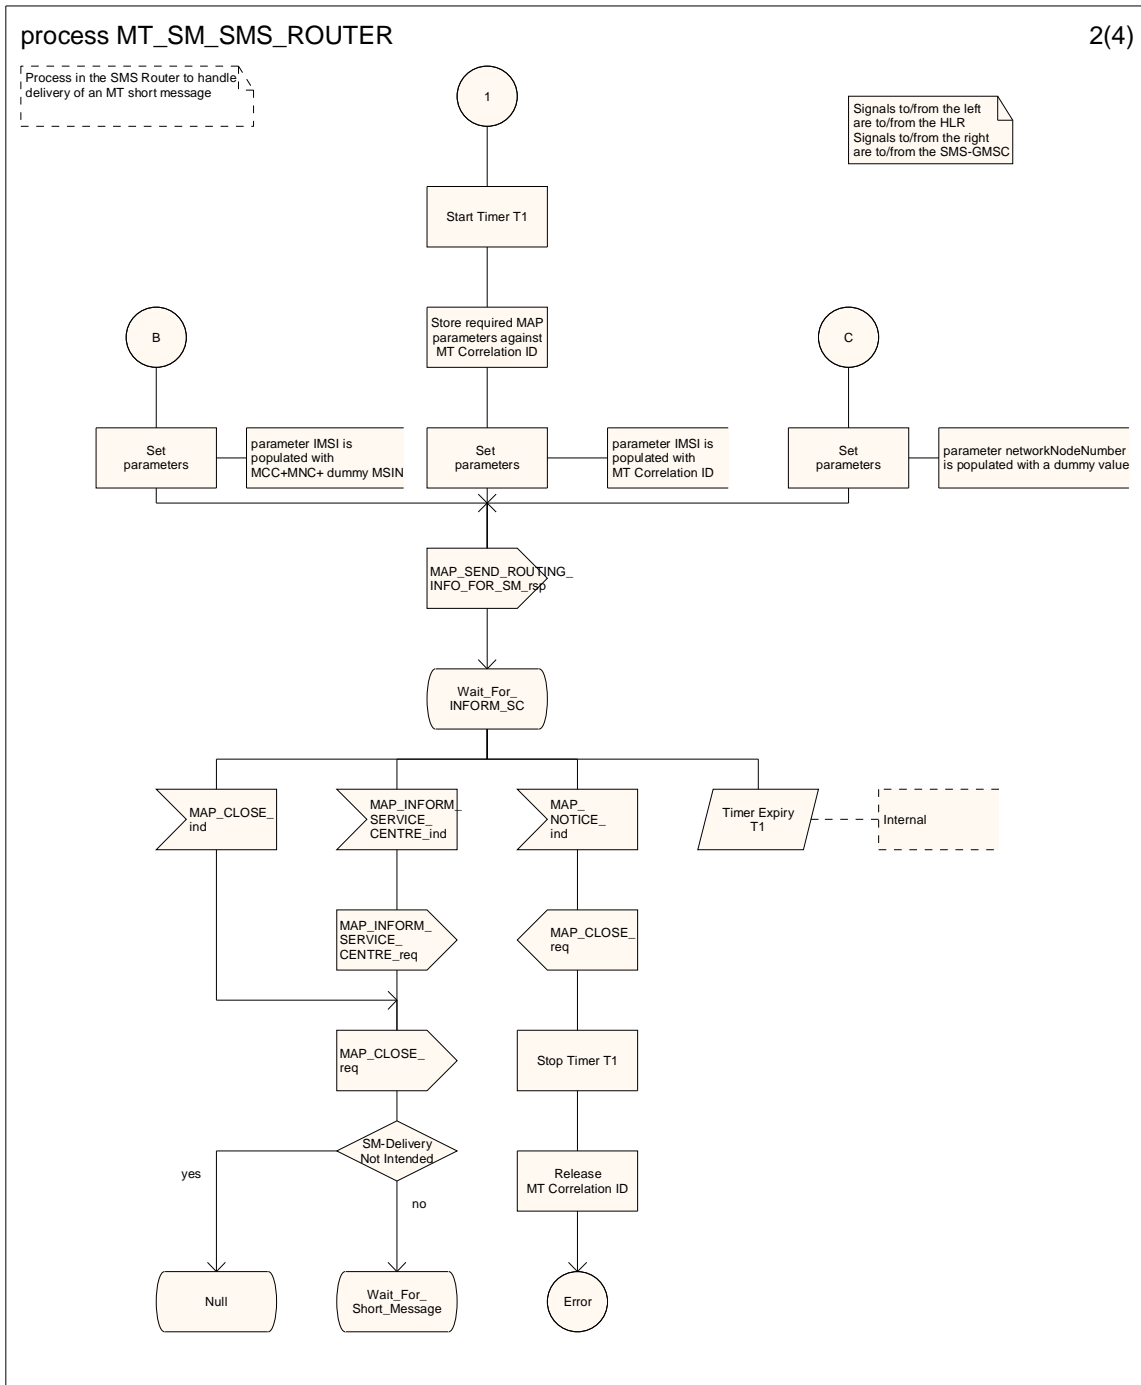 process MT_SM_SMS_ROUTER
2(4)
Process in the SMS Router to handle
delivery of an MT short message
1
Signals to/from the left
are to/from the HLR
Signals to/from the right
are to/from the SMS-GMSC
Start Timer T1
B
Store required MAP
parameters against
MT Correlation ID
C
Set
parameters
parameter IMSI is
populated with
MCC+MNC+ dummy MSIN
Set
parameters
parameter IMSI is
populated with
MT Correlation ID
Set
parameters
parameter networkNodeNumber
is populated with a dummy value
MAP_SEND_ROUTING_
INFO_FOR_SM_rsp
Wait_For_
INFORM_SC
MAP_CLOSE_
ind
MAP_INFORM_
SERVICE_
CENTRE_ind
MAP_
NOTICE_
ind
Timer Expiry
T1
Internal
MAP_INFORM_
SERVICE_
CENTRE_req
MAP_CLOSE_
req
MAP_CLOSE_
req
Stop Timer T1
SM-Delivery
Not Intended
yes
no
Release
MT Correlation ID
Null
Wait_For_
Short_Message
Error